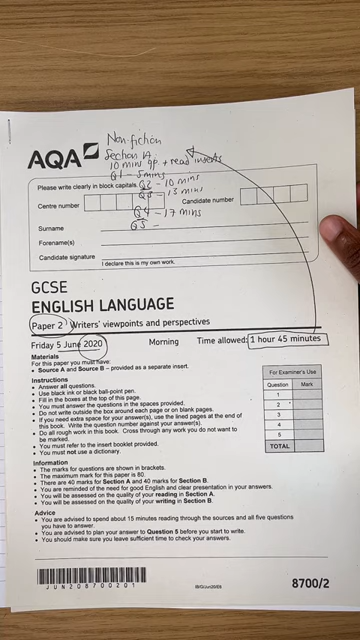 Non fiction
AQA
Section A
10 mins qp + read inserts
Q1 - 5 mins
Please write clearly in block capitals.
Q2 - 10 mins
Q3 - 13 mins
Centre number
Candidate number
Q4 - 17 mins
Surname
Q5 -
Forename(s)
Candidate signature
I declare this is my own work.
GCSE
ENGLISH LANGUAGE
Paper 2 Writers' viewpoints and perspectives
Friday 5 June 2020 Morning Time allowed: 1 hour 45 minutes
Materials
For this paper you must have:
• Source A and Source B – provided as a separate insert.
Instructions
• Answer all questions.
• Use black ink or black ball-point pen.
• Fill in the boxes at the top of this page.
• You must answer the questions in the spaces provided.
• Do not write outside the box around each page or on blank pages.
• If you need extra space for your answer(s), use the lined pages at the end of
this book. Write the question number against your answer(s).
• Do all rough work in this book. Cross through any work you do not want to
be marked.
• You must refer to the insert booklet provided.
• You must not use a dictionary.
For Examiner's Use
Question Mark
1
2
3
4
5
TOTAL
Information
• The marks for questions are shown in brackets.
• The maximum mark for this paper is 80.
• There are 40 marks for Section A and 40 marks for Section B.
• You are reminded of the need for good English and clear presentation in your answers.
• You will be assessed on the quality of your reading in Section A.
• You will be assessed on the quality of your writing in Section B.
Advice
• You are advised to spend about 15 minutes reading through the sources and all five questions
you have to answer.
• You are advised to plan your answer to Question 5 before you start to write.
• You should make sure you leave sufficient time to check your answers.
JUN208700201
IB/G/Jun20/E6
8700/2